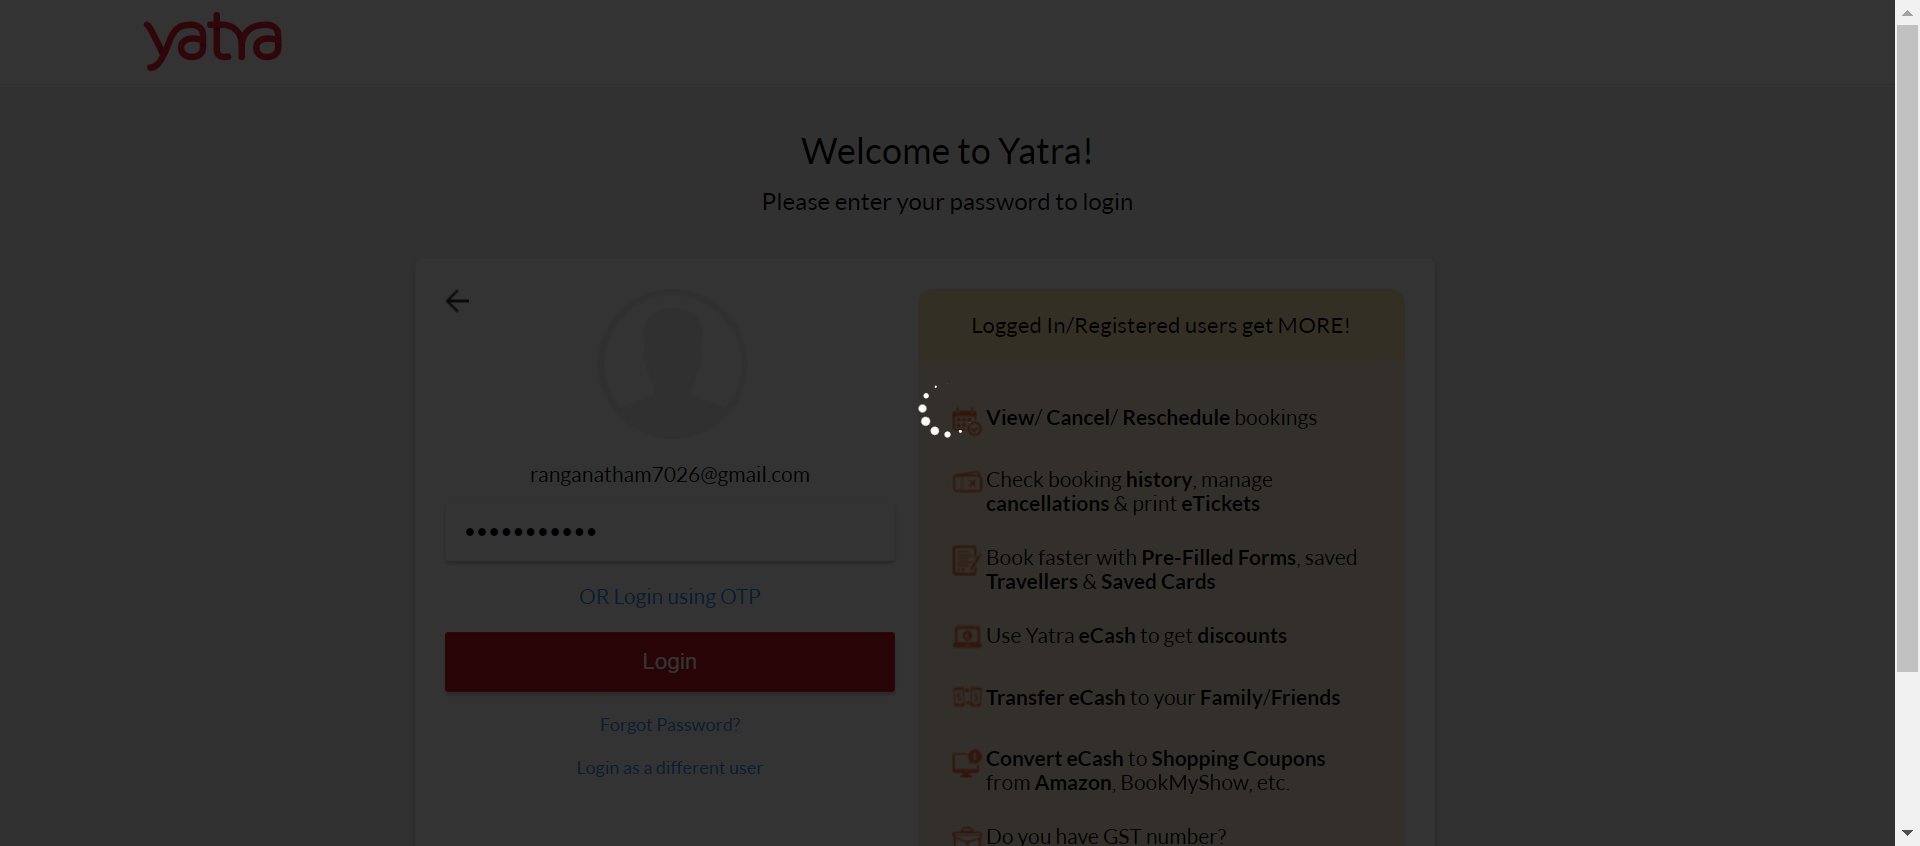 yatra
Welcome to Yatra!
Please enter your password to login
ranganatham7026@gmail.com
•••••••••••
OR Login using OTP
Login
Forgot Password?
Login as a different user
Logged In/Registered users get MORE!
View/ Cancel/ Reschedule bookings
Check booking history, manage
cancellations & print eTickets
Book faster with Pre-Filled Forms, saved
Travellers & Saved Cards
Use Yatra eCash to get discounts
Transfer eCash to your Family/Friends
Convert eCash to Shopping Coupons
from Amazon, BookMyShow, etc.
Do you have GST number?